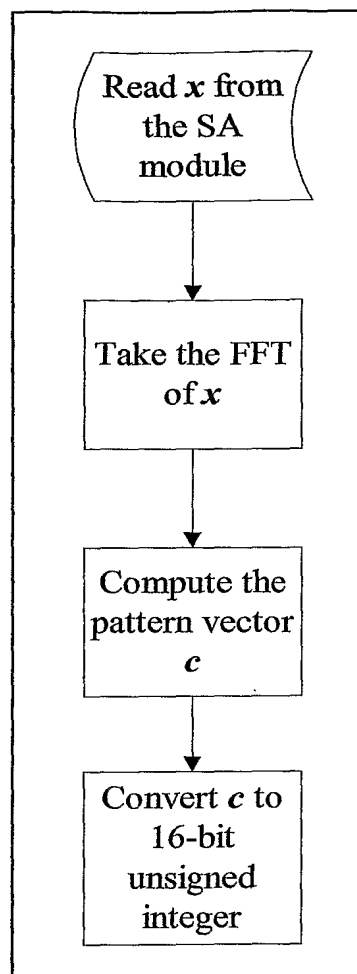 Read x from
the SA
module
Take the FFT
of x
Compute the
pattern vector
c
Convert c to
16-bit
unsigned
integer